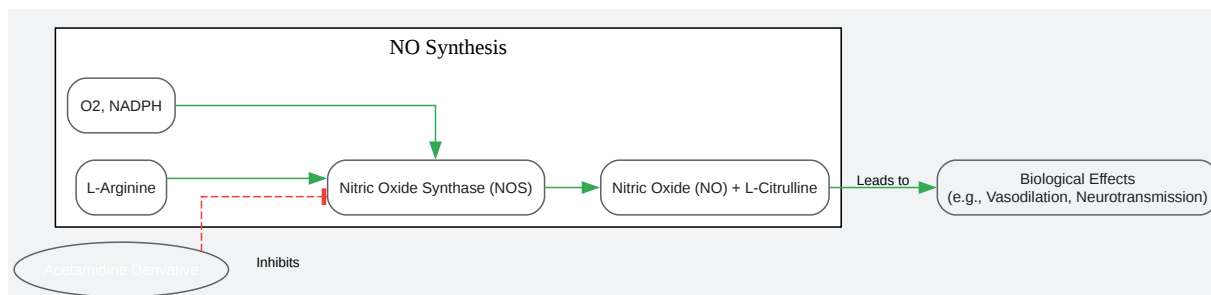 NO Synthesis
O2, NADPH
L-Arginine
Nitric Oxide Synthase (NOS)
Nitric Oxide (NO) + L-Citrulline
Leads to
Biological Effects
(e.g., Vasodilation, Neurotransmission)
Acetamidine Derivative
Inhibits